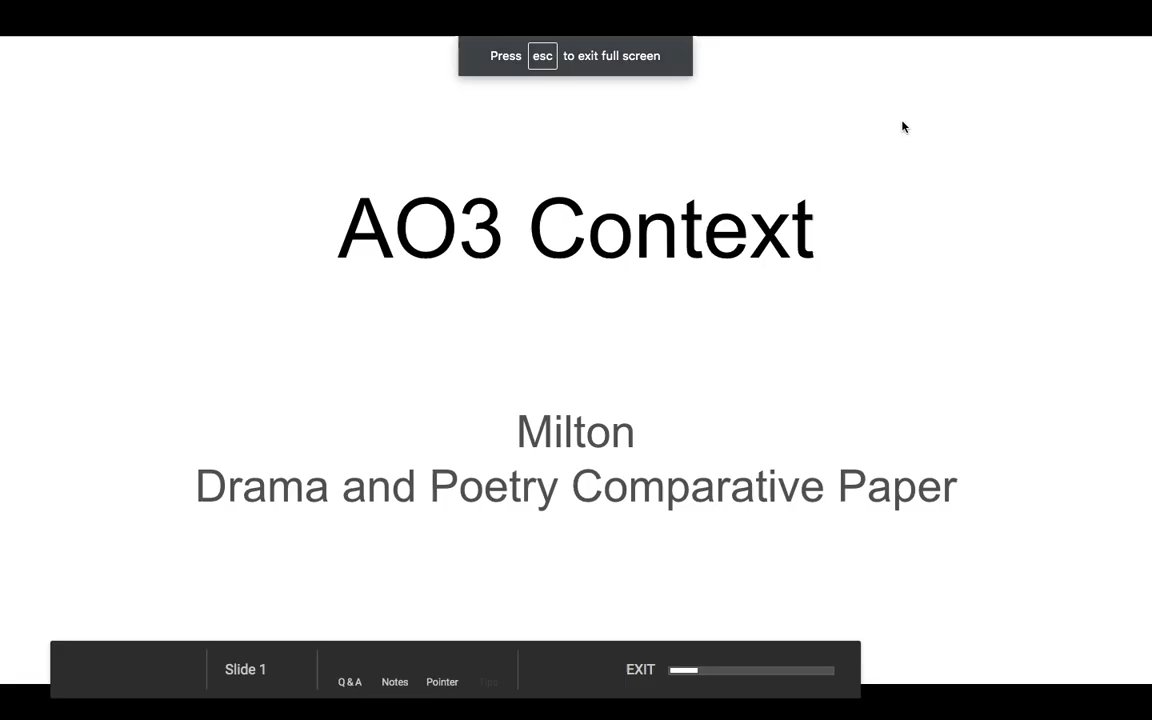 Press esc to exit full screen
AO3 Context
Milton
Drama and Poetry Comparative Paper
Slide 1
Q & A Notes Pointer Tips
EXIT